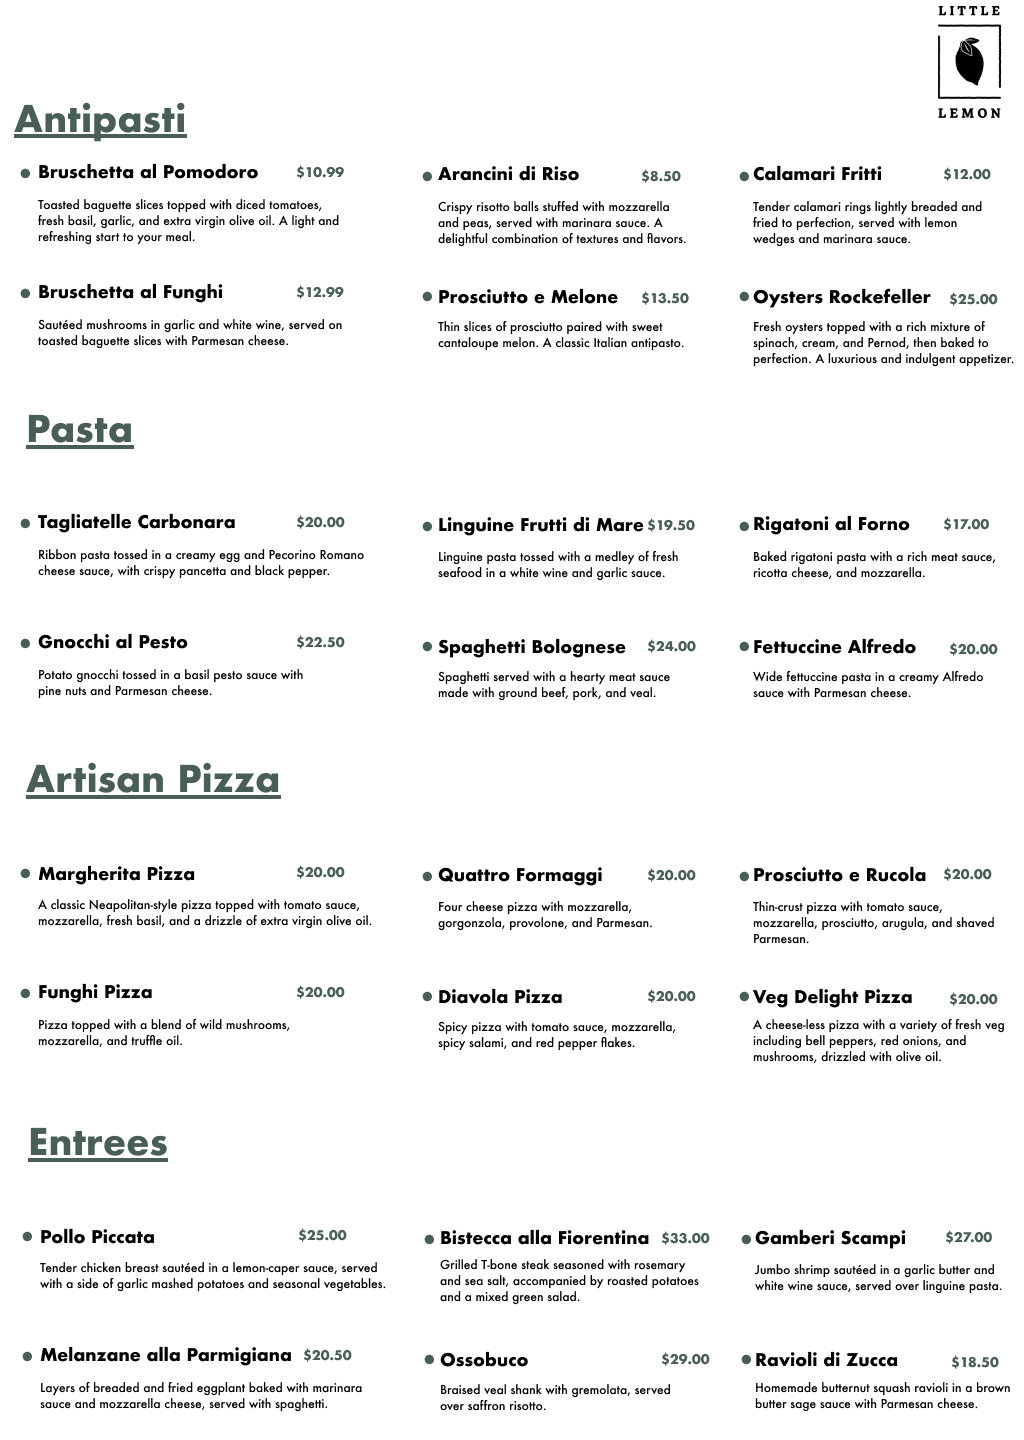 LITTLE
LEMON
Antipasti
Bruschetta al Pomodoro $10.99
Toasted baguette slices topped with diced tomatoes,
fresh basil, garlic, and extra virgin olive oil. A light and
refreshing start to your meal.
Arancini di Riso $8.50
Crispy risotto balls stuffed with mozzarella
and peas, served with marinara sauce. A
delightful combination of textures and flavors.
Calamari Fritti $12.00
Tender calamari rings lightly breaded and
fried to perfection, served with lemon
wedges and marinara sauce.
Bruschetta al Funghi $12.99
Sautéed mushrooms in garlic and white wine, served on
toasted baguette slices with Parmesan cheese.
Prosciutto e Melone $13.50
Thin slices of prosciutto paired with sweet
cantaloupe melon. A classic Italian antipasto.
Oysters Rockefeller $25.00
Fresh oysters topped with a rich mixture of
spinach, cream, and Pernod, then baked to
perfection. A luxurious and indulgent appetizer.
Pasta
Tagliatelle Carbonara $20.00
Ribbon pasta tossed in a creamy egg and Pecorino Romano
cheese sauce, with crispy pancetta and black pepper.
Linguine Frutti di Mare $19.50
Linguine pasta tossed with a medley of fresh
seafood in a white wine and garlic sauce.
Rigatoni al Forno $17.00
Baked rigatoni pasta with a rich meat sauce,
ricotta cheese, and mozzarella.
Gnocchi al Pesto $22.50
Potato gnocchi tossed in a basil pesto sauce with
pine nuts and Parmesan cheese.
Spaghetti Bolognese $24.00
Spaghetti served with a hearty meat sauce
made with ground beef, pork, and veal.
Fettuccine Alfredo $20.00
Wide fettuccine pasta in a creamy Alfredo
sauce with Parmesan cheese.
Artisan Pizza
Margherita Pizza $20.00
A classic Neapolitan-style pizza topped with tomato sauce,
mozzarella, fresh basil, and a drizzle of extra virgin olive oil.
Quattro Formaggi $20.00
Four cheese pizza with mozzarella,
gorgonzola, provolone, and Parmesan.
Prosciutto e Rucola $20.00
Thin-crust pizza with tomato sauce,
mozzarella, prosciutto, arugula, and shaved
Parmesan.
Funghi Pizza $20.00
Pizza topped with a blend of wild mushrooms,
mozzarella, and truffle oil.
Diavola Pizza $20.00
Spicy pizza with tomato sauce, mozzarella,
spicy salami, and red pepper flakes.
Veg Delight Pizza $20.00
A cheese-less pizza with a variety of fresh veg
including bell peppers, red onions, and
mushrooms, drizzled with olive oil.
Entrees
Pollo Piccata $25.00
Tender chicken breast sautéed in a lemon-caper sauce, served
with a side of garlic mashed potatoes and seasonal vegetables.
Bistecca alla Fiorentina $33.00
Grilled T-bone steak seasoned with rosemary
and sea salt, accompanied by roasted potatoes
and a mixed green salad.
Gamberi Scampi $27.00
Jumbo shrimp sautéed in a garlic butter and
white wine sauce, served over linguine pasta.
Melanzane alla Parmigiana $20.50
Layers of breaded and fried eggplant baked with marinara
sauce and mozzarella cheese, served with spaghetti.
Ossobuco $29.00
Braised veal shank with gremolata, served
over saffron risotto.
Ravioli di Zucca $18.50
Homemade butternut squash ravioli in a brown
butter sage sauce with Parmesan cheese.